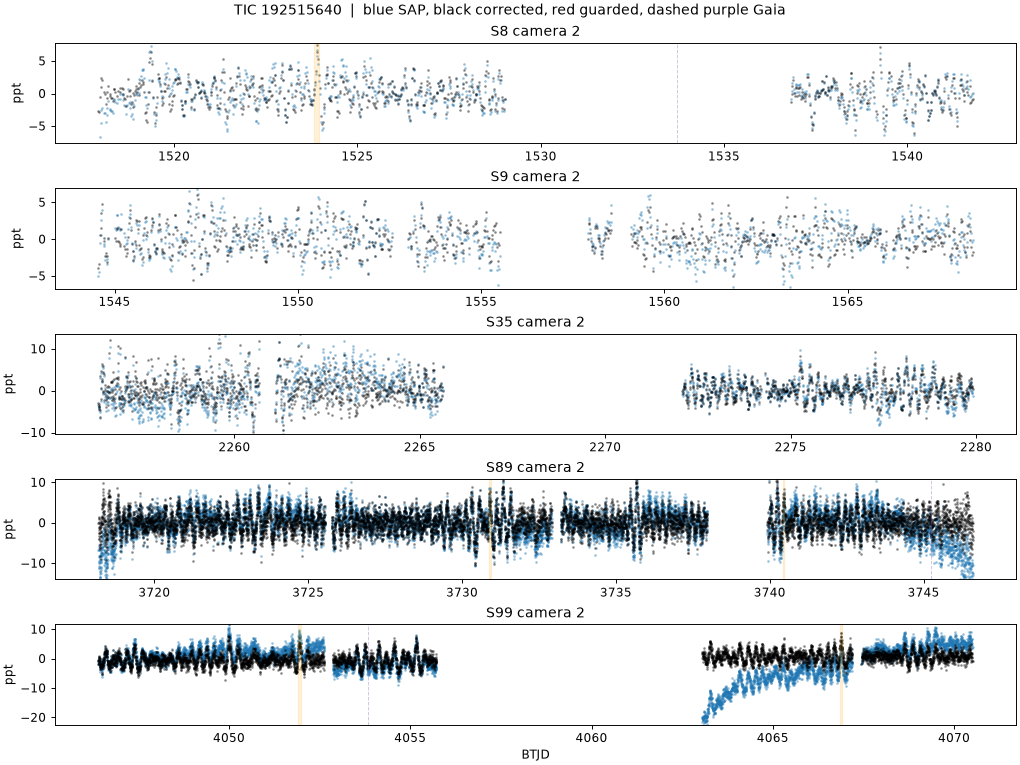 TIC 192515640 | blue SAP, black corrected, red guarded, dashed purple Gaia
S8 camera 2
ppt
5
0
−5
1520 1525 1530 1535 1540
S9 camera 2
ppt
5
0
−5
1545 1550 1555 1560 1565
S35 camera 2
ppt
10
0
−10
2260 2265 2270 2275 2280
S89 camera 2
ppt
10
0
−10
3720 3725 3730 3735 3740 3745
S99 camera 2
ppt
10
0
−10
−20
4050 4055 4060 4065 4070
BTJD